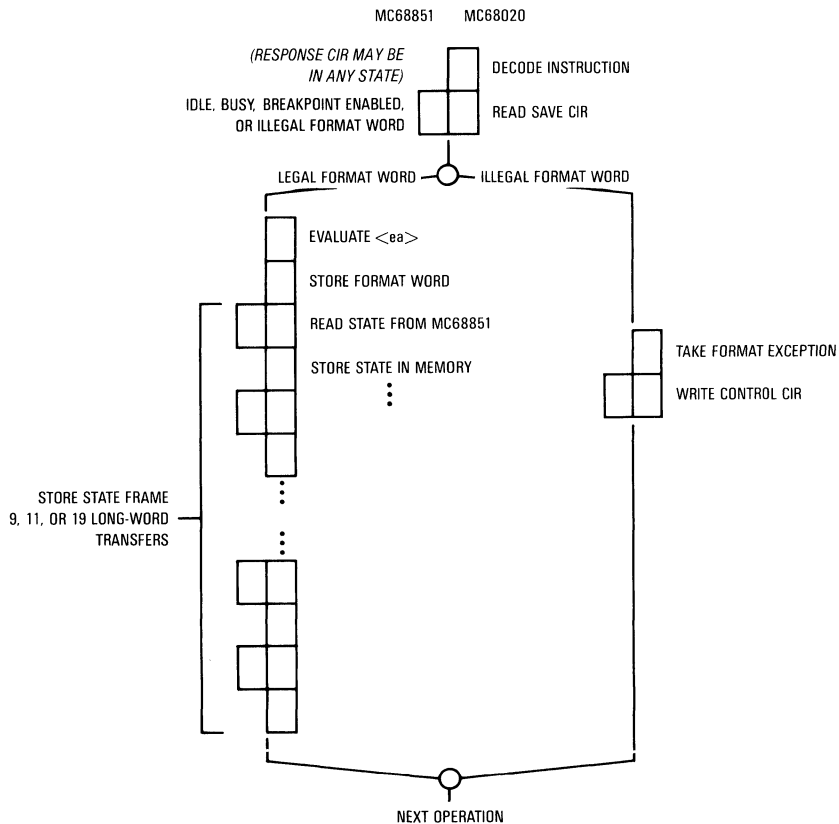 MC68851 MC68020
(RESPONSE CIR MAY BE
IN ANY STATE)
DECODE INSTRUCTION
IDLE, BUSY, BREAKPOINT ENABLED,
OR ILLEGAL FORMAT WORD
READ SAVE CIR
LEGAL FORMAT WORD
ILLEGAL FORMAT WORD
EVALUATE <ea>
STORE FORMAT WORD
READ STATE FROM MC68851
STORE STATE IN MEMORY
TAKE FORMAT EXCEPTION
WRITE CONTROL CIR
STORE STATE FRAME
9, 11, OR 19 LONG-WORD
TRANSFERS
NEXT OPERATION